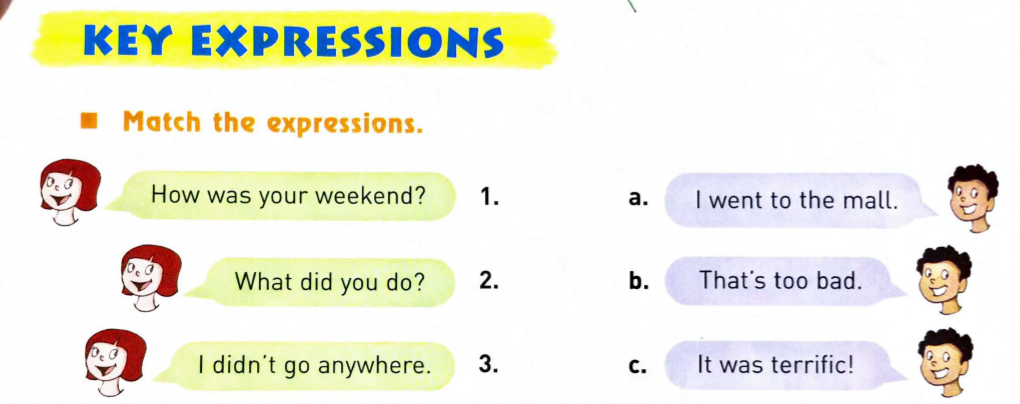 KEY EXPRESSIONS
Match the expressions.
How was your weekend? 1. a. I went to the mall.
What did you do? 2. b. That's too bad.
I didn't go anywhere. 3. c. It was terrific!